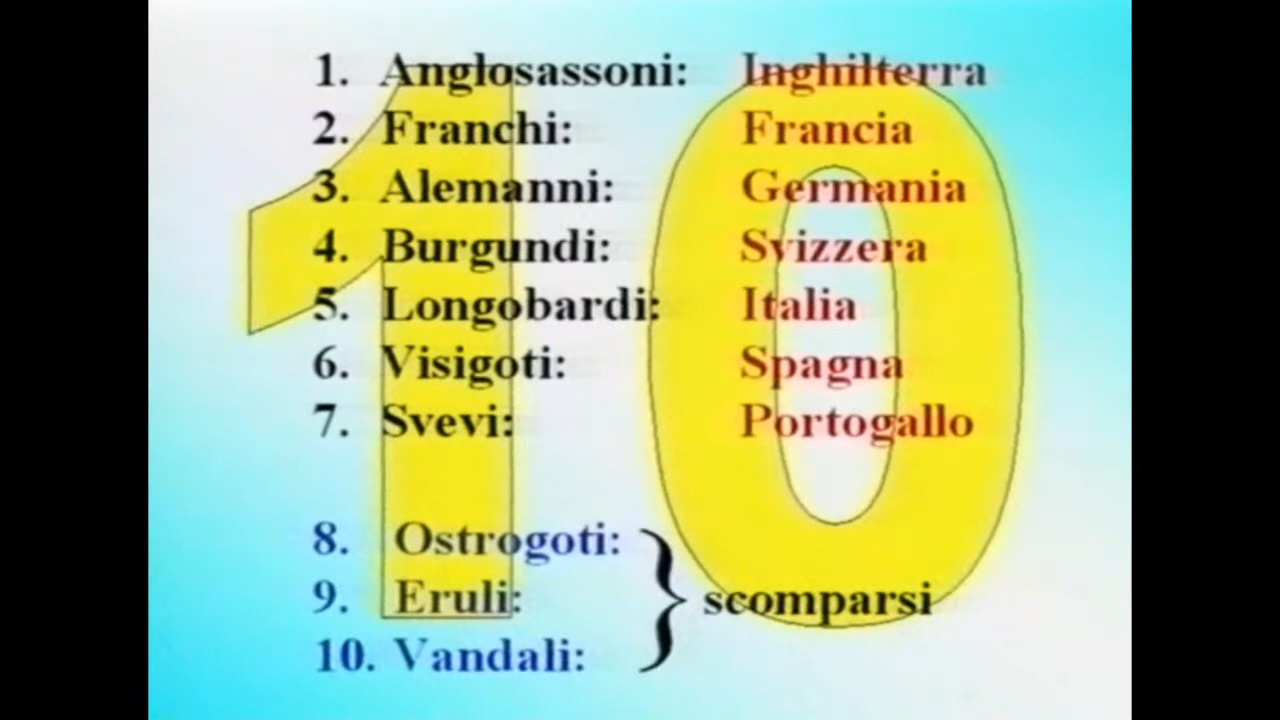 1. Anglosassoni: Inghilterra
2. Franchi: Francia
3. Alemanni: Germania
4. Burgundi: Svizzera
5. Longobardi: Italia
6. Visigoti: Spagna
7. Svevi: Portogallo
8. Ostrogoti:
9. Eruli: scomparsi
10. Vandali:
10